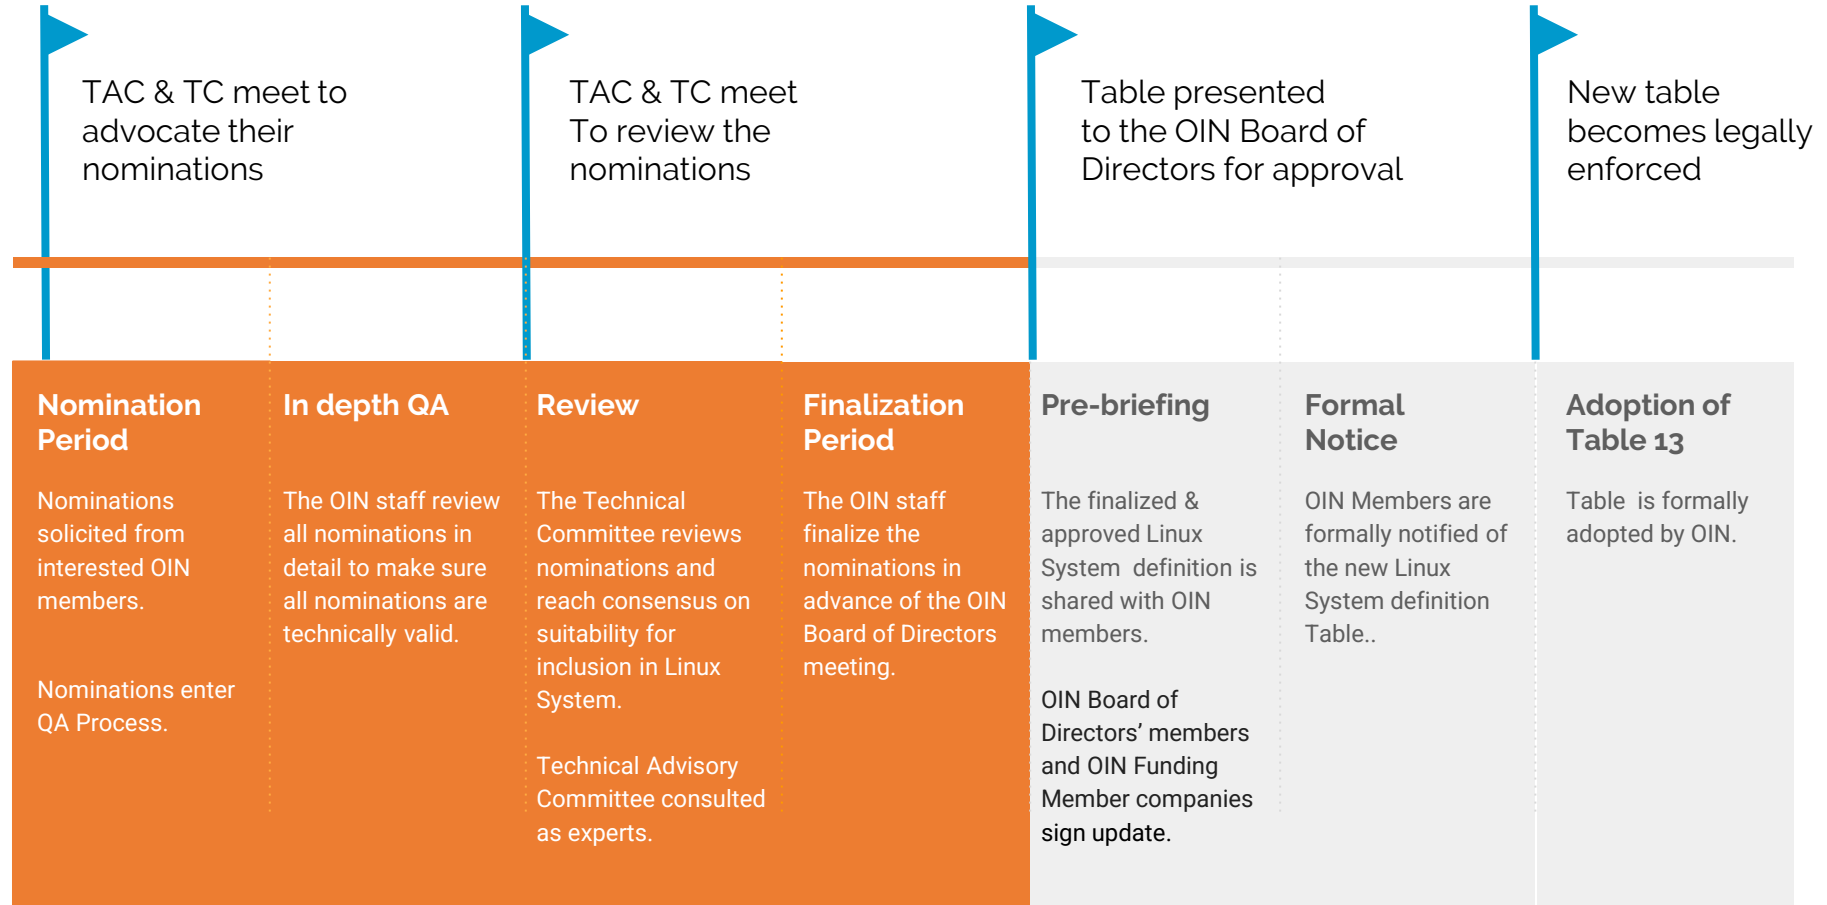 TAC & TC meet to
advocate their
nominations
TAC & TC meet
To review the
nominations
Table presented
to the OIN Board of
Directors for approval
New table
becomes legally
enforced
Nomination
Period
Nominations
solicited from
interested OIN
members.
Nominations enter
QA Process.
In depth QA
The OIN staff review
all nominations in
detail to make sure
all nominations are
technically valid.
Review
The Technical
Committee reviews
nominations and
reach consensus on
suitability for
inclusion in Linux
System.
Technical Advisory
Committee consulted
as experts.
Finalization
Period
The OIN staff
finalize the
nominations in
advance of the OIN
Board of Directors
meeting.
Pre-briefing
The finalized &
approved Linux
System  definition is
shared with OIN
members.
OIN Board of
Directors’ members
and OIN Funding
Member companies
sign update.
Formal
Notice
OIN Members are
formally notified of
the new Linux
System definition
Table..
Adoption of
Table 13
Table  is formally
adopted by OIN.